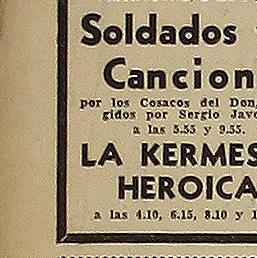 Soldados
Cancion
por los Cosacos del Don,
gidos por Sergio
a las 5.55 y 9.55.
LA KERMES
HEROICA
a las 4.10, 6.15, 8.10 y 1